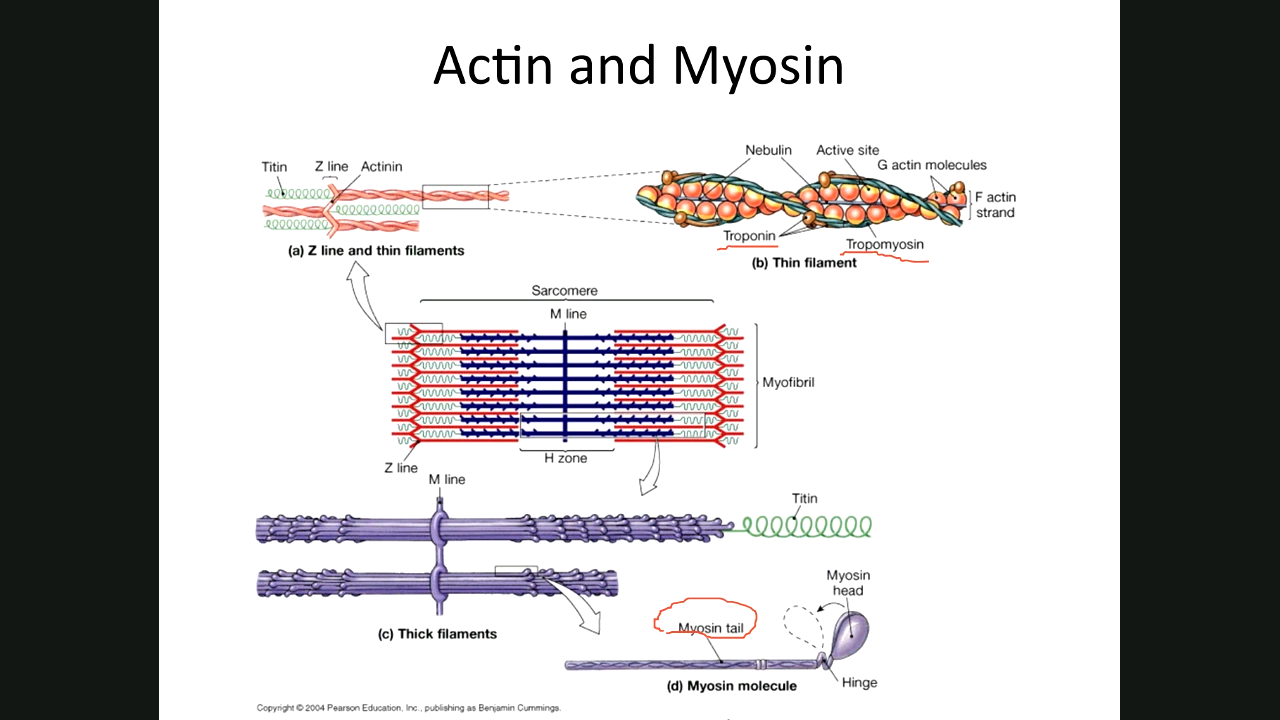 Actin and Myosin
Titin
Z line
Actinin
(a) Z line and thin filaments
Nebulin
Active site
G actin molecules
F actin
strand
Troponin
Tropomyosin
(b) Thin filament
Sarcomere
M line
Myofibril
H zone
Z line
M line
Titin
(c) Thick filaments
Myosin
head
Myosin tail
Hinge
(d) Myosin molecule
Copyright © 2004 Pearson Education, Inc., publishing as Benjamin Cummings.